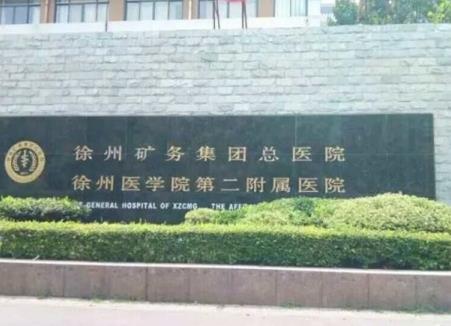 徐州矿务集团总医院
徐州医学院第二附属医院
GENERAL HOSPITAL OF XZCMG THE